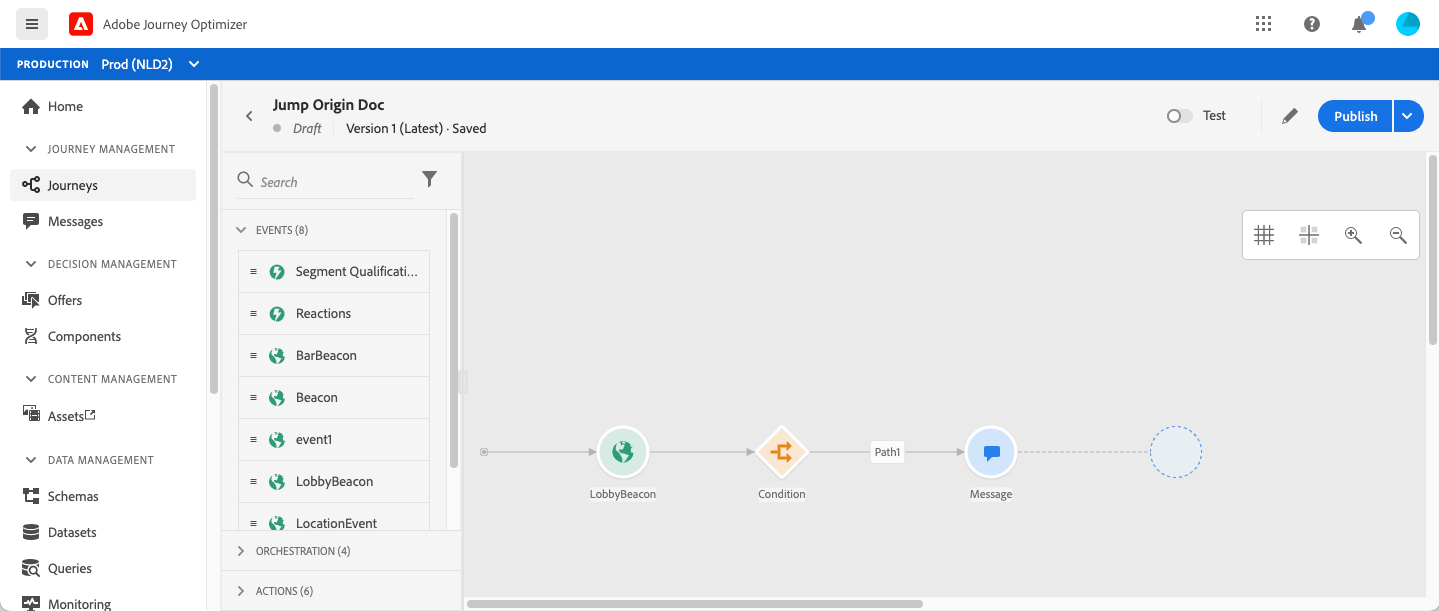 Adobe Journey Optimizer
PRODUCTION Prod (NLD2)
Home
JOURNEY MANAGEMENT
Journeys
Messages
DECISION MANAGEMENT
Offers
Components
CONTENT MANAGEMENT
Assets
DATA MANAGEMENT
Schemas
Datasets
Queries
Monitoring
Jump Origin Doc
Draft Version 1 (Latest) · Saved
Test
Publish
Search
EVENTS (8)
Segment Qualificati...
Reactions
BarBeacon
Beacon
event1
LobbyBeacon
LocationEvent
ORCHESTRATION (4)
ACTIONS (6)
LobbyBeacon
Condition
Path1
Message